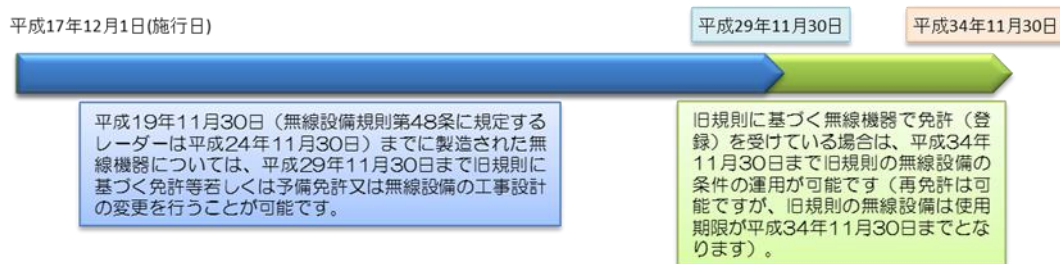 平成17年12月1日(施行日)
平成29年11月30日
平成34年11月30日
平成19年11月30日（無線設備規則第48条に規定する
レーダーは平成24年11月30日）までに製造された無
線機器については、平成29年11月30日まで旧規則に
基づく免許等若しくは予備免許又は無線設備の工事設計
の変更を行うことが可能です。
旧規則に基づく無線機器で免許（登
録）を受けている場合は、平成34年
11月30日まで旧規則の無線設備の
条件の運用が可能です（再免許は可
能ですが、旧規則の無線設備は使用
期限が平成34年11月30日までとな
ります）。